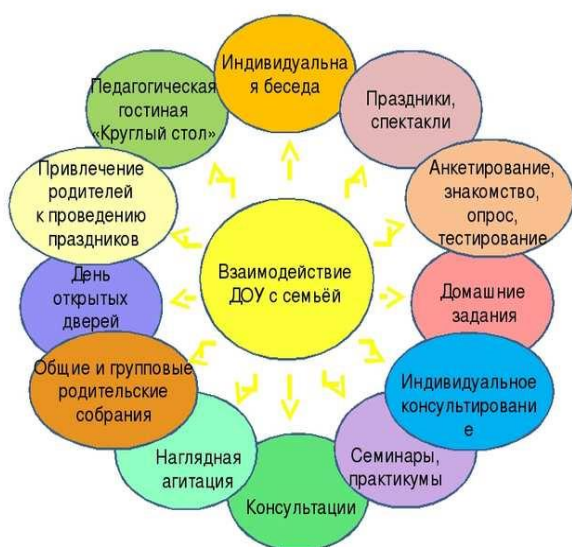 Индивидуальна
я беседа
Праздники,
спектакли
Анкетирование,
знакомство,
опрос,
тестирование
Домашние
задания
Индивидуальное
консультировани
е
Семинары,
практикумы
Консультации
Наглядная
агитация
Общие и групповые
родительские
собрания
День
открытых
дверей
Привлечение
родителей
к проведению
праздников
Педагогическая
гостиная
«Круглый стол»
Взаимодействие
ДОУ с семьёй